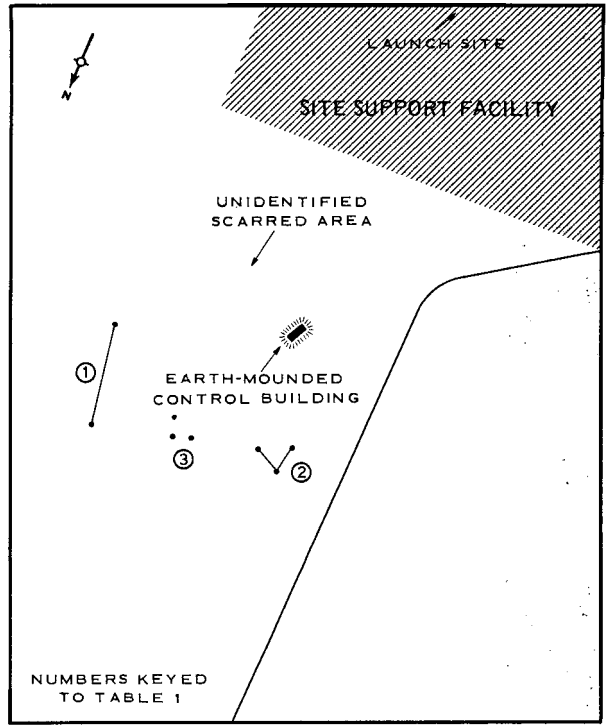 LAUNCH SITE
SITE SUPPORT FACILITY
N
UNIDENTIFIED
SCARRED AREA
1
EARTH-MOUNDED
CONTROL BUILDING
3
2
NUMBERS KEYED
TO TABLE 1